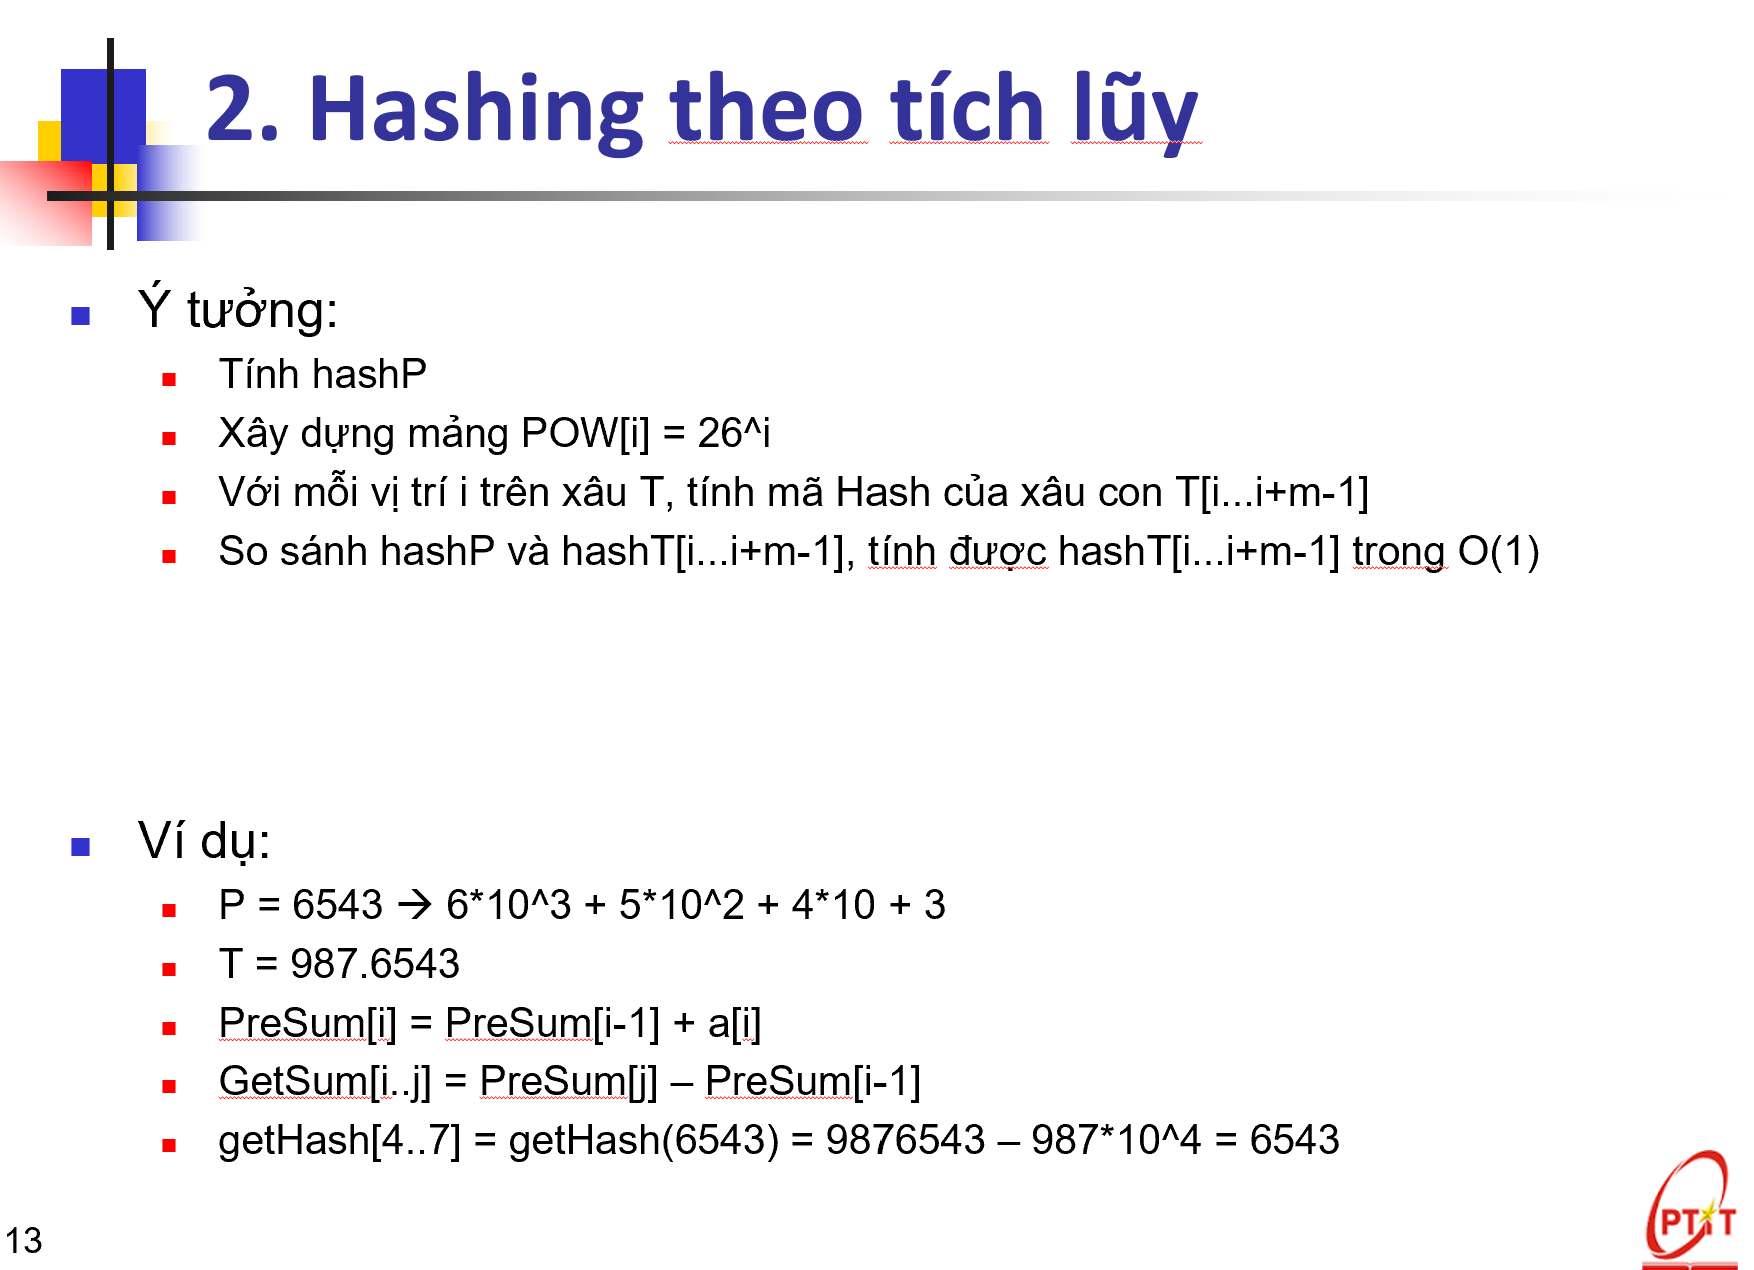 2. Hashing theo tích lũy
Ý tưởng:
Tính hashP
Xây dựng mảng POW[i] = 26^i
Với mỗi vị trí i trên xâu T, tính mã Hash của xâu con T[i...i+m-1]
So sánh hashP và hashT[i...i+m-1], tính được hashT[i...i+m-1] trong O(1)
Ví dụ:
P = 6543 → 6*10^3 + 5*10^2 + 4*10 + 3
T = 987.6543
PreSum[i] = PreSum[i-1] + a[i]
GetSum[i..j] = PreSum[j] – PreSum[i-1]
getHash[4..7] = getHash(6543) = 9876543 – 987*10^4 = 6543
13
PTIT